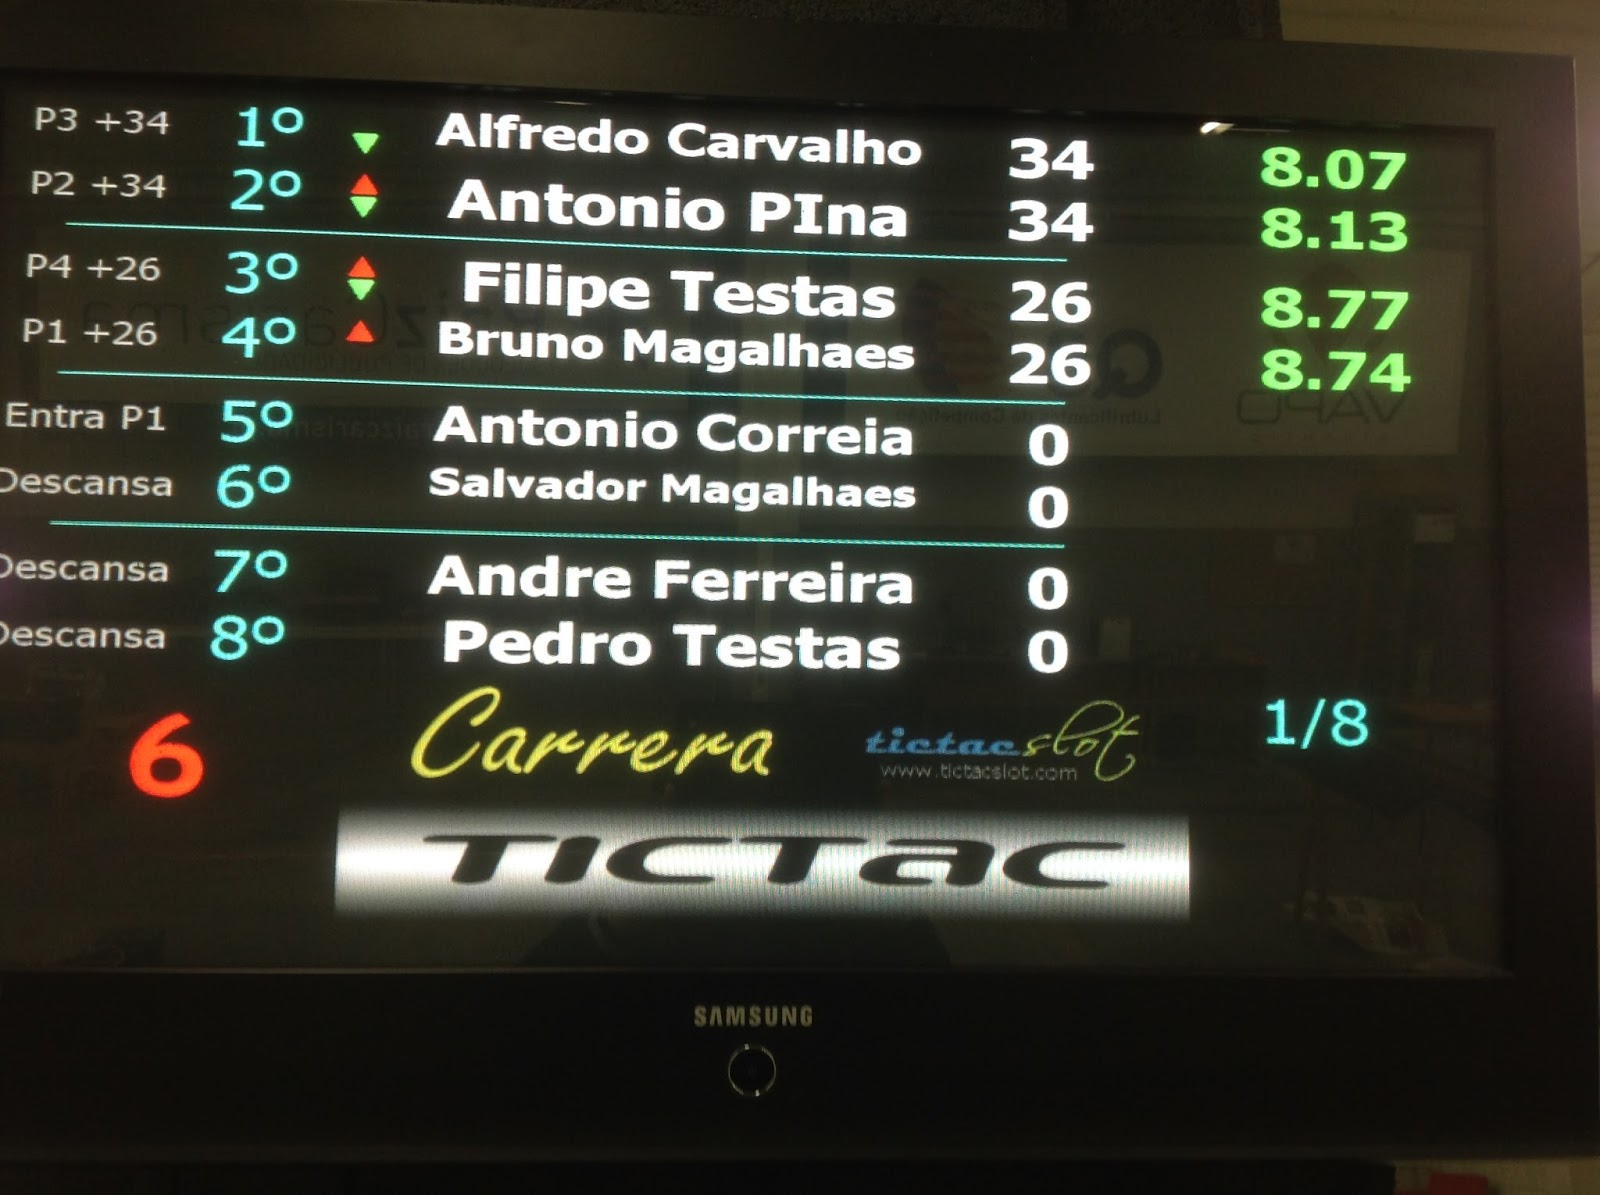 P3 +34 1º Alfredo Carvalho 34 8.07
P2 +34 2º Antonio PIna 34 8.13
P4 +26 3º Filipe Testas 26 8.77
P1 +26 4º Bruno Magalhaes 26 8.74
Entra P1 5º Antonio Correia 0
Descansa 6º Salvador Magalhaes 0
Descansa 7º Andre Ferreira 0
Descansa 8º Pedro Testas 0
6 Carrera tictacslot 1/8
www.tictacslot.com
TicTac
SAMSUNG